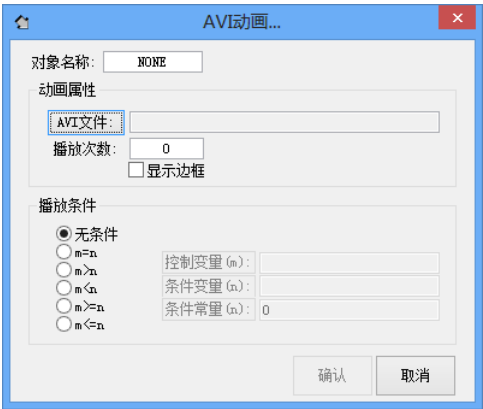 AVI动画...
对象名称: NONE
动画属性
AVI文件:
播放次数: 0
显示边框
播放条件
无条件
m=n
m>n
控制变量(m):
m<n
条件变量(n):
m>=n
条件常量(n): 0
m<=n
确认 取消